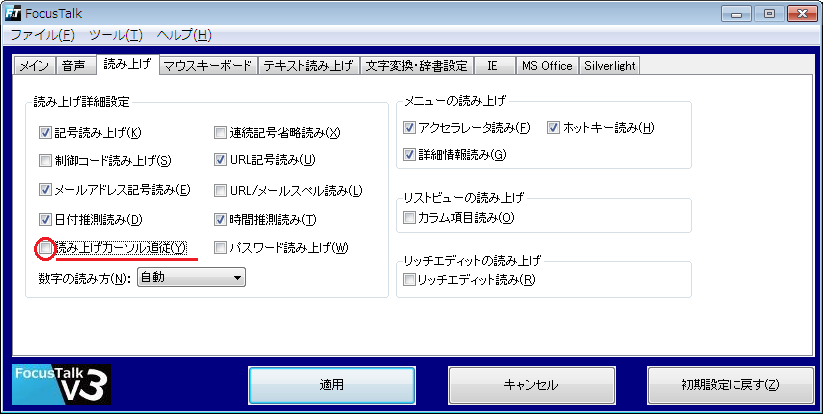 FocusTalk
ファイル(F) ツール(T) ヘルプ(H)
メイン 音声 読み上げ マウスキーボード テキスト読み上げ 文字変換・辞書設定 IE MS Office Silverlight
読み上げ詳細設定
記号読み上げ(K) 連続記号省略読み(X)
制御コード読み上げ(S) URL記号読み(U)
メールアドレス記号読み(E) URL/メールスペル読み(L)
日付推測読み(D) 時間推測読み(T)
読み上げカーソル追従(Y) パスワード読み上げ(W)
数字の読み方(N): 自動
メニューの読み上げ
アクセラレータ読み(F) ホットキー読み(H)
詳細情報読み(G)
リストビューの読み上げ
カラム項目読み(O)
リッチエディットの読み上げ
リッチエディット読み(R)
FocusTalk
V3
適用 キャンセル 初期設定に戻す(Z)